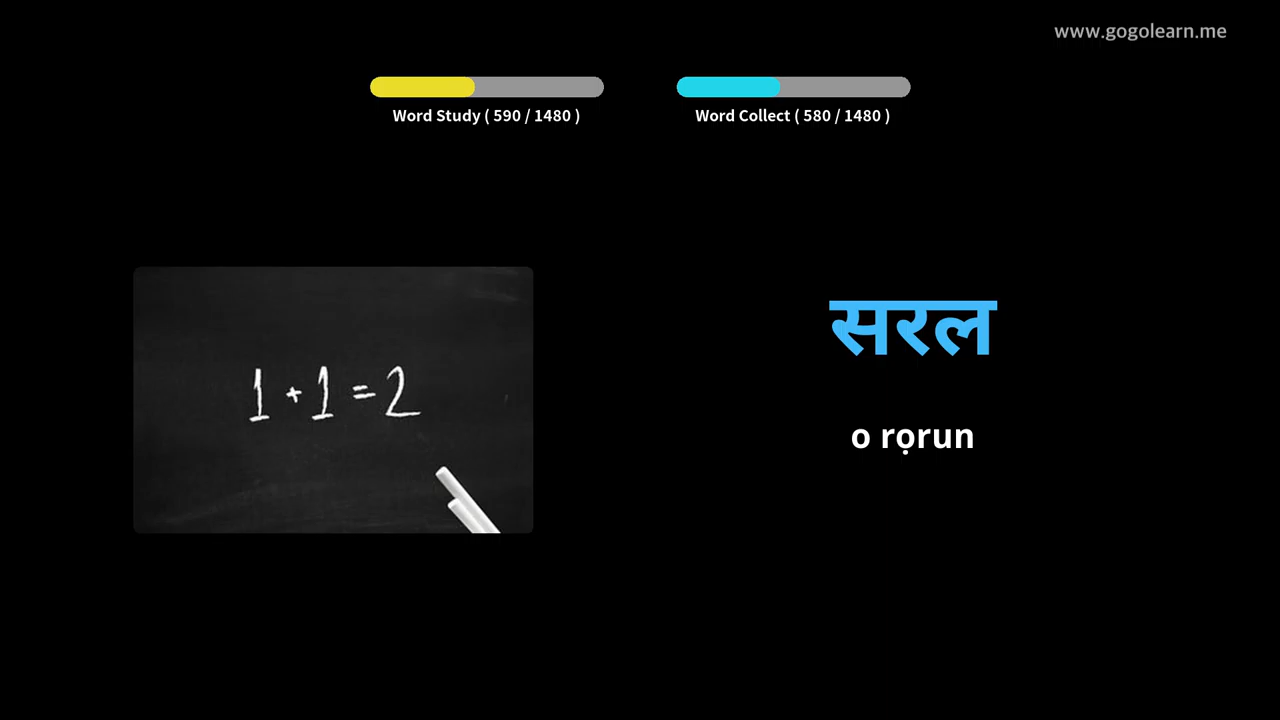 www.gogolearn.me
Word Study ( 590 / 1480 )
Word Collect ( 580 / 1480 )
1 + 1 = 2
सरल
o rọrun